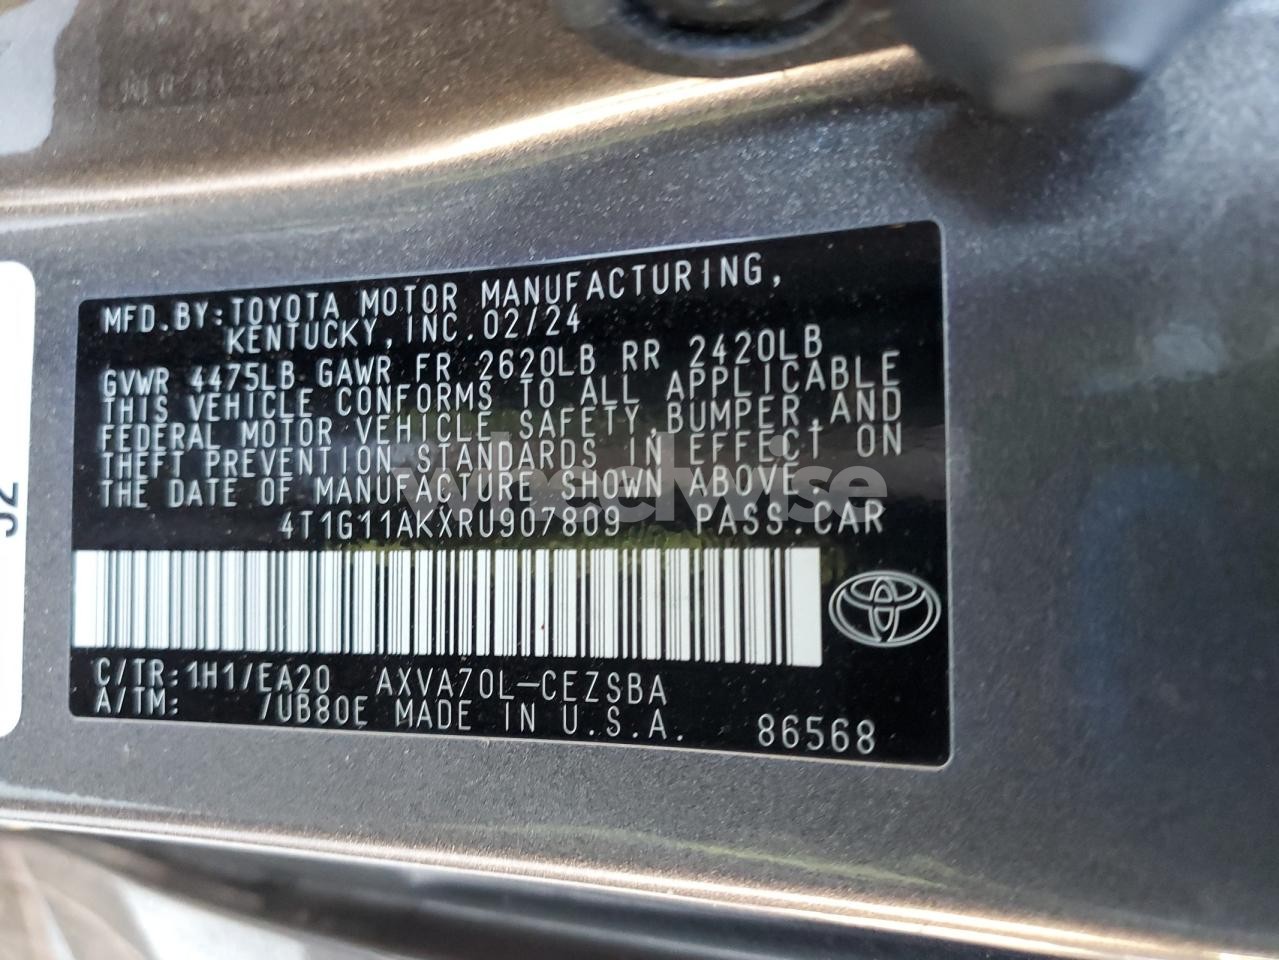 MFD.BY:TOYOTA MOTOR MANUFACTURING,
KENTUCKY,INC.02/24
GVWR 4475LB GAWR FR 2620LB RR 2420LB
THIS VEHICLE CONFORMS TO ALL APPLICABLE
FEDERAL MOTOR VEHICLE SAFETY,BUMPER,AND
THEFT PREVENTION STANDARDS IN EFFECT ON
THE DATE OF MANUFACTURE SHOWN ABOVE.
4T1G11AKXRU907809 PASS.CAR
C/TR:1H1/EA20 AXVA70L-CEZSBA
A/TM: /UB80E MADE IN U.S.A. 86568
wheelwise